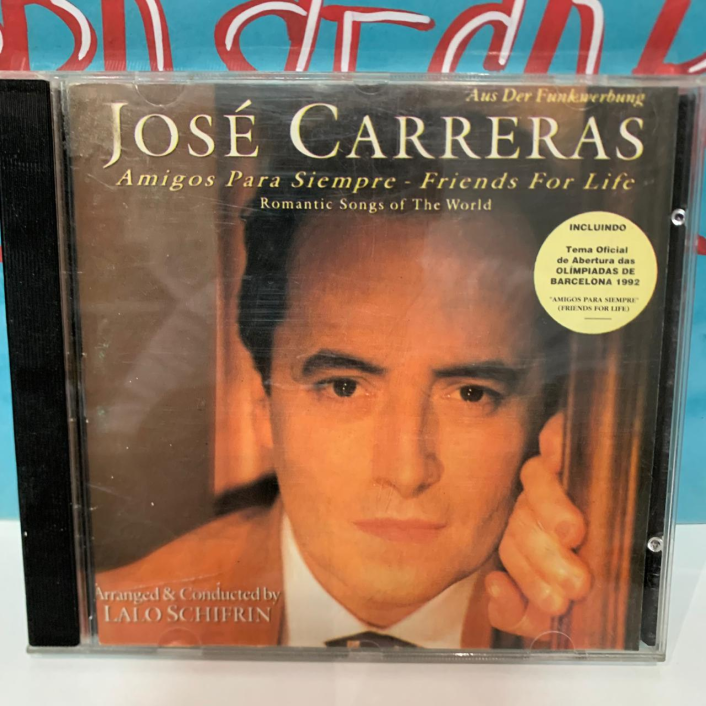 Aus Der Funkwerbung
JOSÉ CARRERAS
Amigos Para Siempre - Friends For Life
Romantic Songs of The World
INCLUINDO
Tema Oficial
de Abertura das
OLÍMPIADAS DE
BARCELONA 1992
"AMIGOS PARA SIEMPRE"
(FRIENDS FOR LIFE)
Arranged & Conducted by
LALO SCHIFRIN